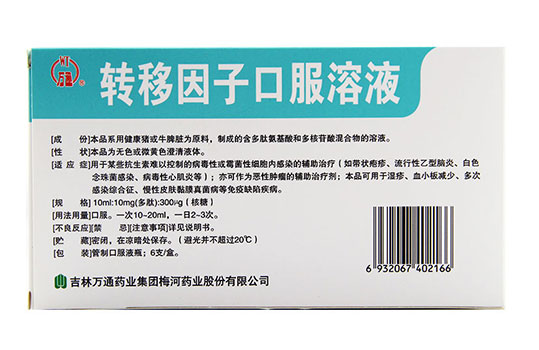 转移因子口服溶液
[成 份]本品系用健康猪或牛脾脏为原料，制成的含多肽氨基酸和多核苷酸混合物的溶液。
[性 状]本品为无色或微黄色澄清液体。
[适 应 症]用于某些抗生素难以控制的病毒性或霉菌性细胞内感染的辅助治疗（如带状疱疹、流行性乙型脑炎、白色
念珠菌感染、病毒性心肌炎等）；亦可作为恶性肿瘤的辅助治疗剂；本品可用于湿疹、血小板减少、多次
感染综合征、慢性皮肤黏膜真菌病等免疫缺陷疾病。
[规 格]10ml:10mg(多肽):300μg（核糖）
[用法用量]口服。一次10~20ml，一日2~3次。
[不良反应][禁 忌][注意事项]详见说明书。
[贮 藏]密闭，在凉暗处保存。（避光并不超过20℃）
[包 装]管制口服液瓶；6支/盒。
6 932067 402166
吉林万通药业集团梅河药业股份有限公司